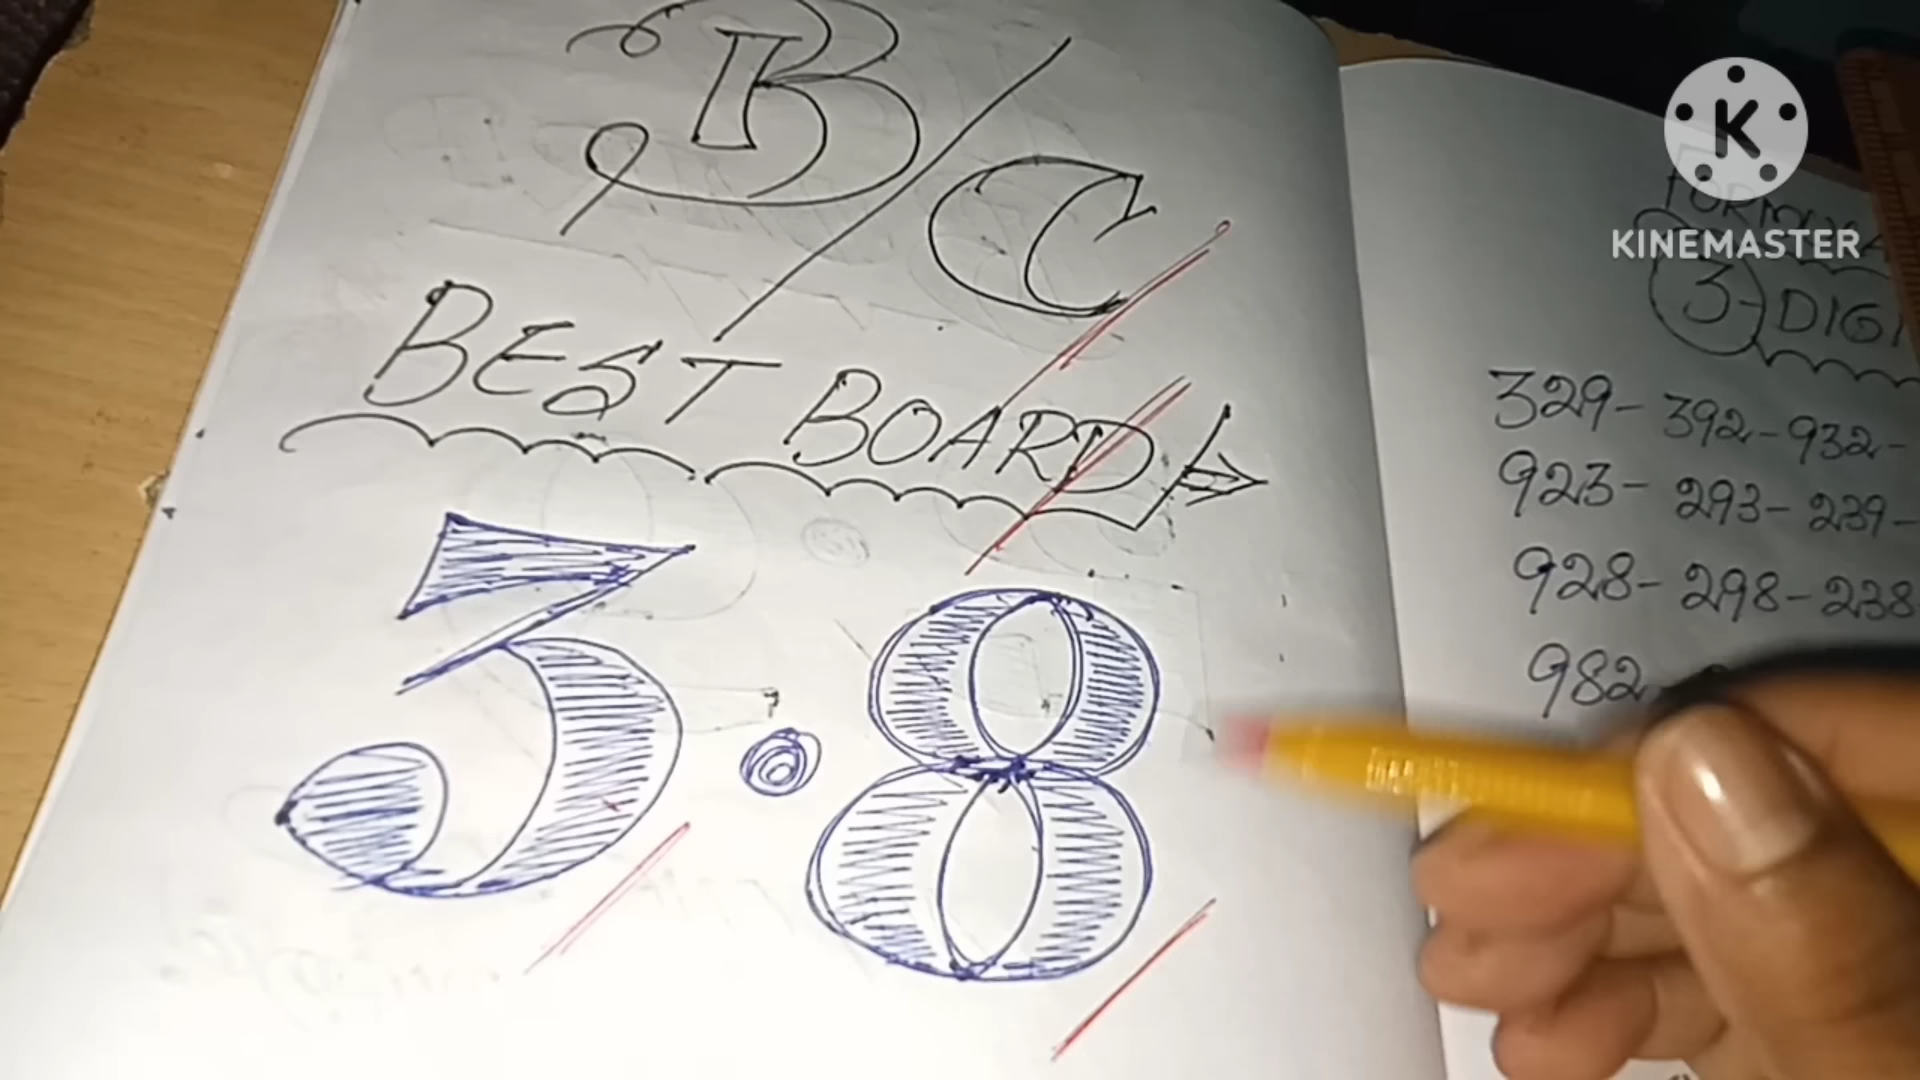 B/C
BEST BOARD
3.8
K
KINEMASTER
3-DIGI
329- 392-932-
923- 293- 239-
928- 298-238
982